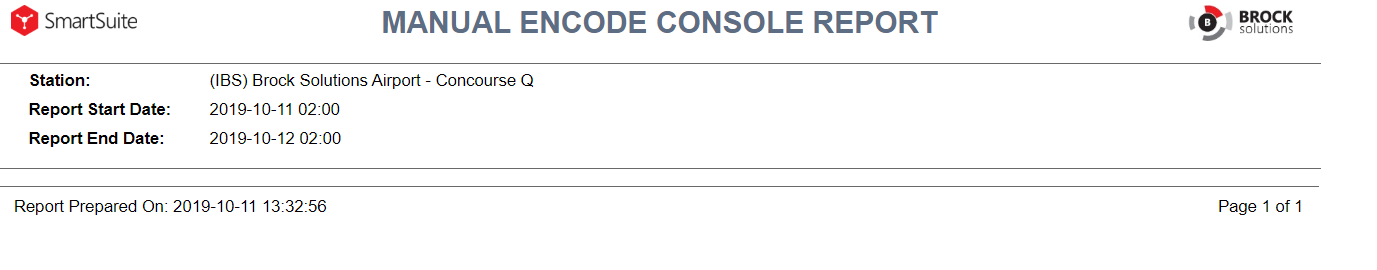 SmartSuite
MANUAL ENCODE CONSOLE REPORT
B BROCK
solutions
Station: (IBS) Brock Solutions Airport - Concourse Q
Report Start Date: 2019-10-11 02:00
Report End Date: 2019-10-12 02:00
Report Prepared On: 2019-10-11 13:32:56
Page 1 of 1